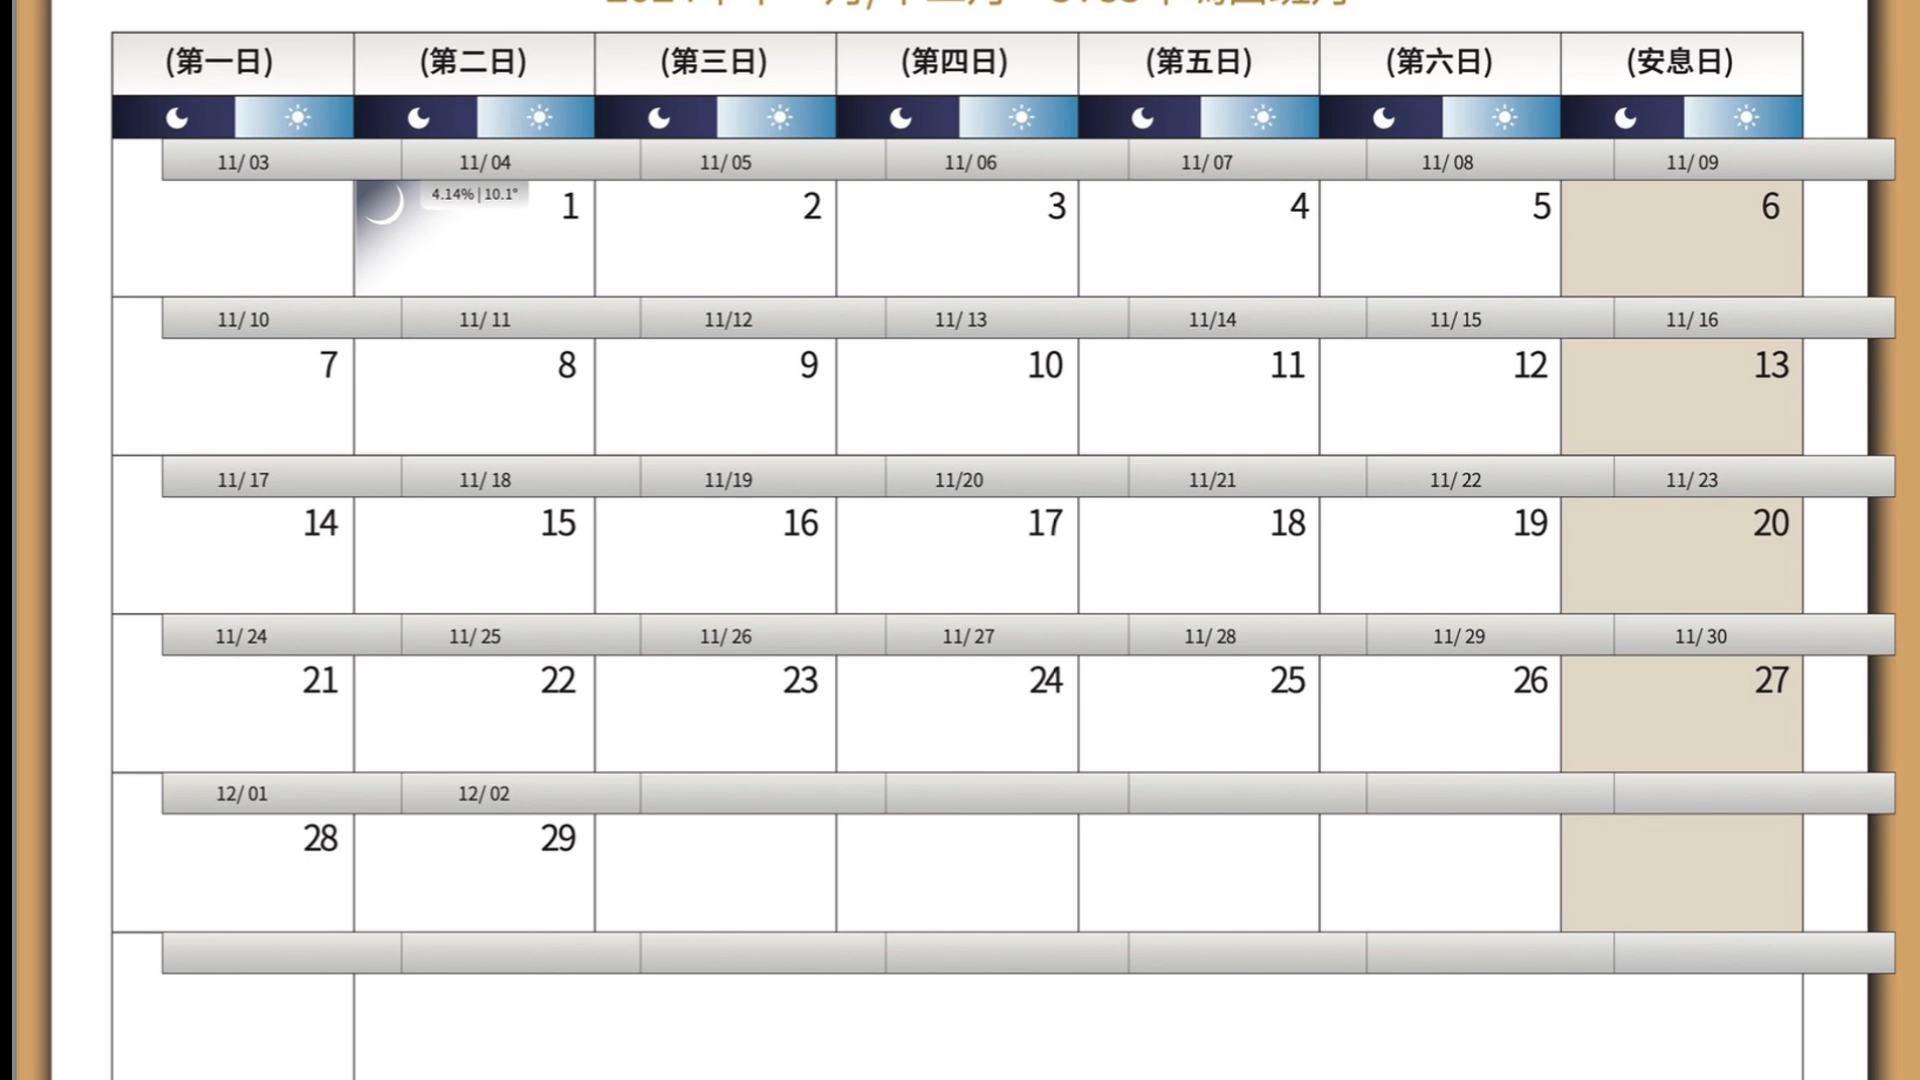 (第一日) (第二日) (第三日) (第四日) (第五日) (第六日) (安息日)
11/ 03 11/ 04 11/ 05 11/ 06 11/ 07 11/ 08 11/ 09
4.14% | 10.1°
1 2 3 4 5 6
11/ 10 11/ 11 11/12 11/ 13 11/14 11/ 15 11/ 16
7 8 9 10 11 12 13
11/ 17 11/ 18 11/19 11/20 11/21 11/ 22 11/ 23
14 15 16 17 18 19 20
11/ 24 11/ 25 11/ 26 11/ 27 11/ 28 11/ 29 11/ 30
21 22 23 24 25 26 27
12/ 01 12/ 02
28 29